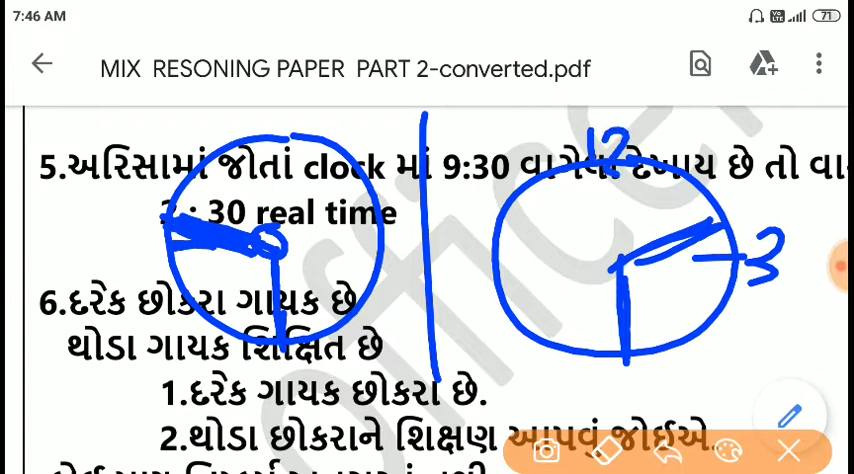 7:46 AM
71
MIX RESONING PAPER PART 2-converted.pdf
12
5.અરિસામાં જોતાં clock માં 9:30 વાગેલા દેખાય છે તો વા
: 30 real time
3
6.દરેક છોકરા ગાયક છે
થોડા ગાયક શિક્ષિત છે
1.દરેક ગાયક છોકરા છે.
2.થોડા છોકરાને શિક્ષણ આપવું જોઈએ.